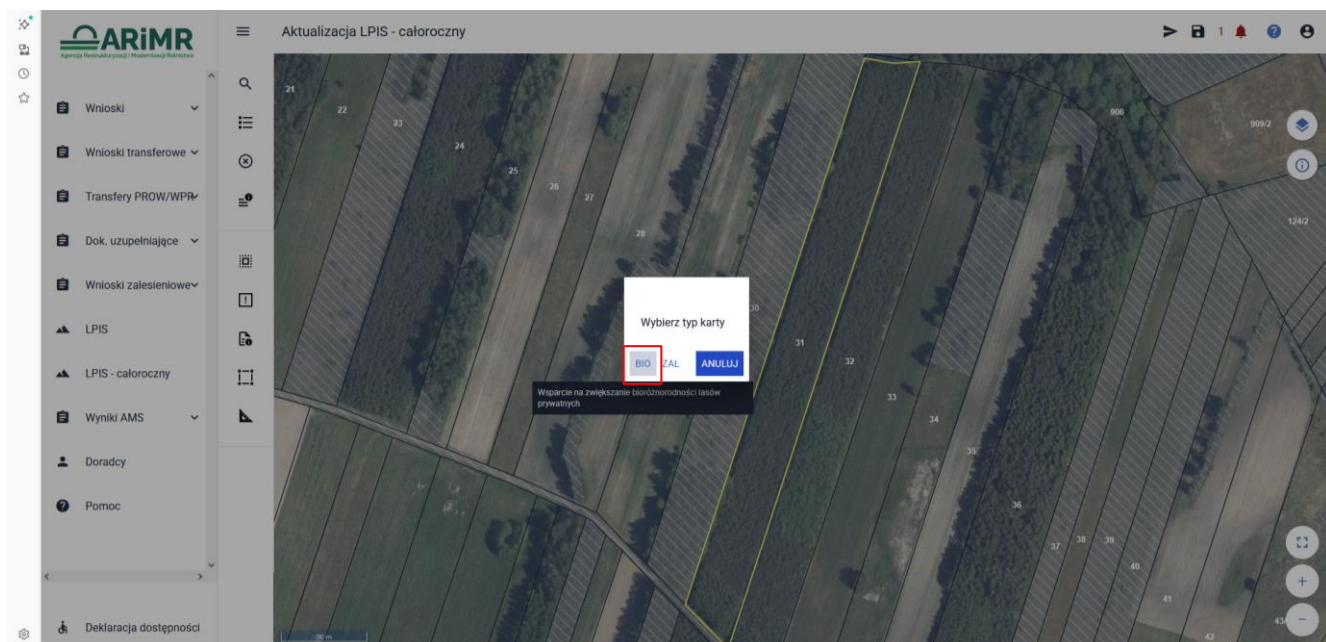 ARiMR
Agencja Restrukturyzacji i Modernizacji Rolnictwa
Aktualizacja LPIS - całoroczny
1
Wnioski
Wnioski transferowe
Transfery PROW/WPR
Dok. uzupełniające
Wnioski zalesieniowe
LPIS
LPIS - całoroczny
Wyniki AMS
Doradcy
Pomoc
Deklaracja dostępności
21
22
23
24
25
26
27
28
30
31
32
33
34
35
36
37
38
39
40
41
42
906
909/2
124/2
Wybierz typ karty
BIO
ZAL
ANULUJ
Wsparcie na zwiększanie bioróżnorodności lasów
prywatnych
30 m